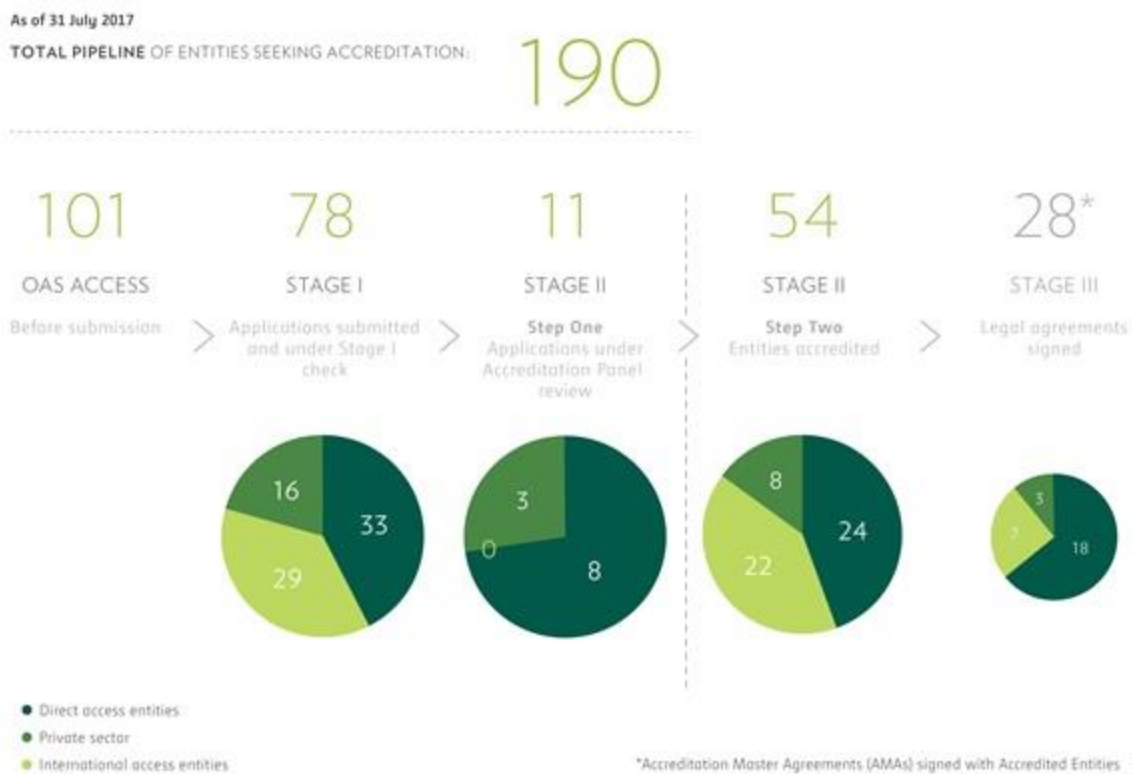 As of 31 July 2017
TOTAL PIPELINE OF ENTITIES SEEKING ACCREDITATION:
190
101
OAS ACCESS
Before submission
78
STAGE I
Applications submitted
and under Stage I
check
11
STAGE II
Step One
Applications under
Accreditation Panel
review
54
STAGE II
Step Two
Entities accredited
28*
STAGE III
Legal agreements
signed
16
33
29
3
0
8
8
24
22
3
7
18
Direct access entities
Private sector
International access entities
*Accreditation Master Agreements (AMAs) signed with Accredited Entities